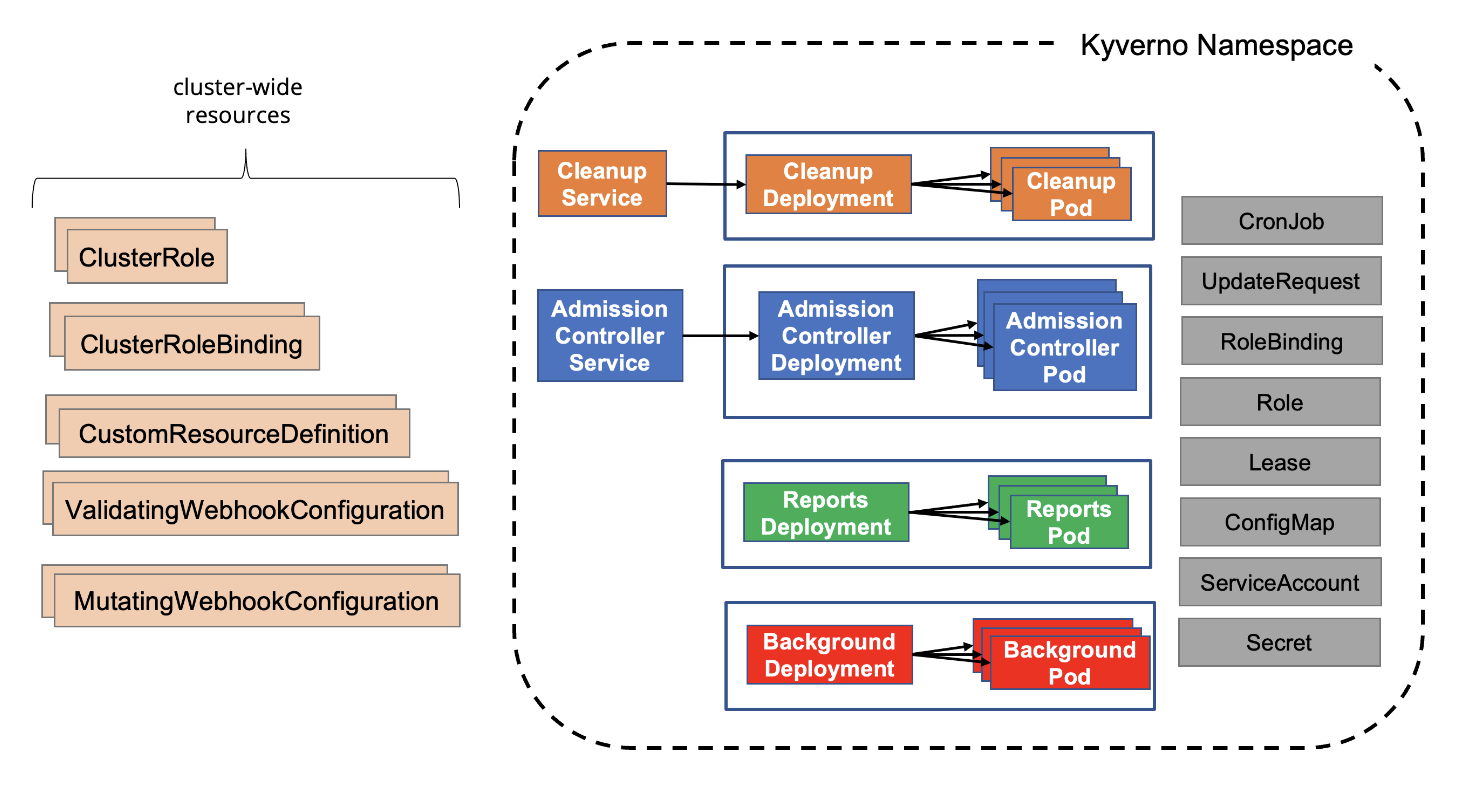 Kyverno Namespace
cluster-wide
resources
ClusterRole
ClusterRoleBinding
CustomResourceDefinition
ValidatingWebhookConfiguration
MutatingWebhookConfiguration
Cleanup
Service
Cleanup
Deployment
Cleanup
Pod
Admission
Controller
Service
Admission
Controller
Deployment
Admission
Controller
Pod
Reports
Deployment
Reports
Pod
Background
Deployment
Background
Pod
CronJob
UpdateRequest
RoleBinding
Role
Lease
ConfigMap
ServiceAccount
Secret